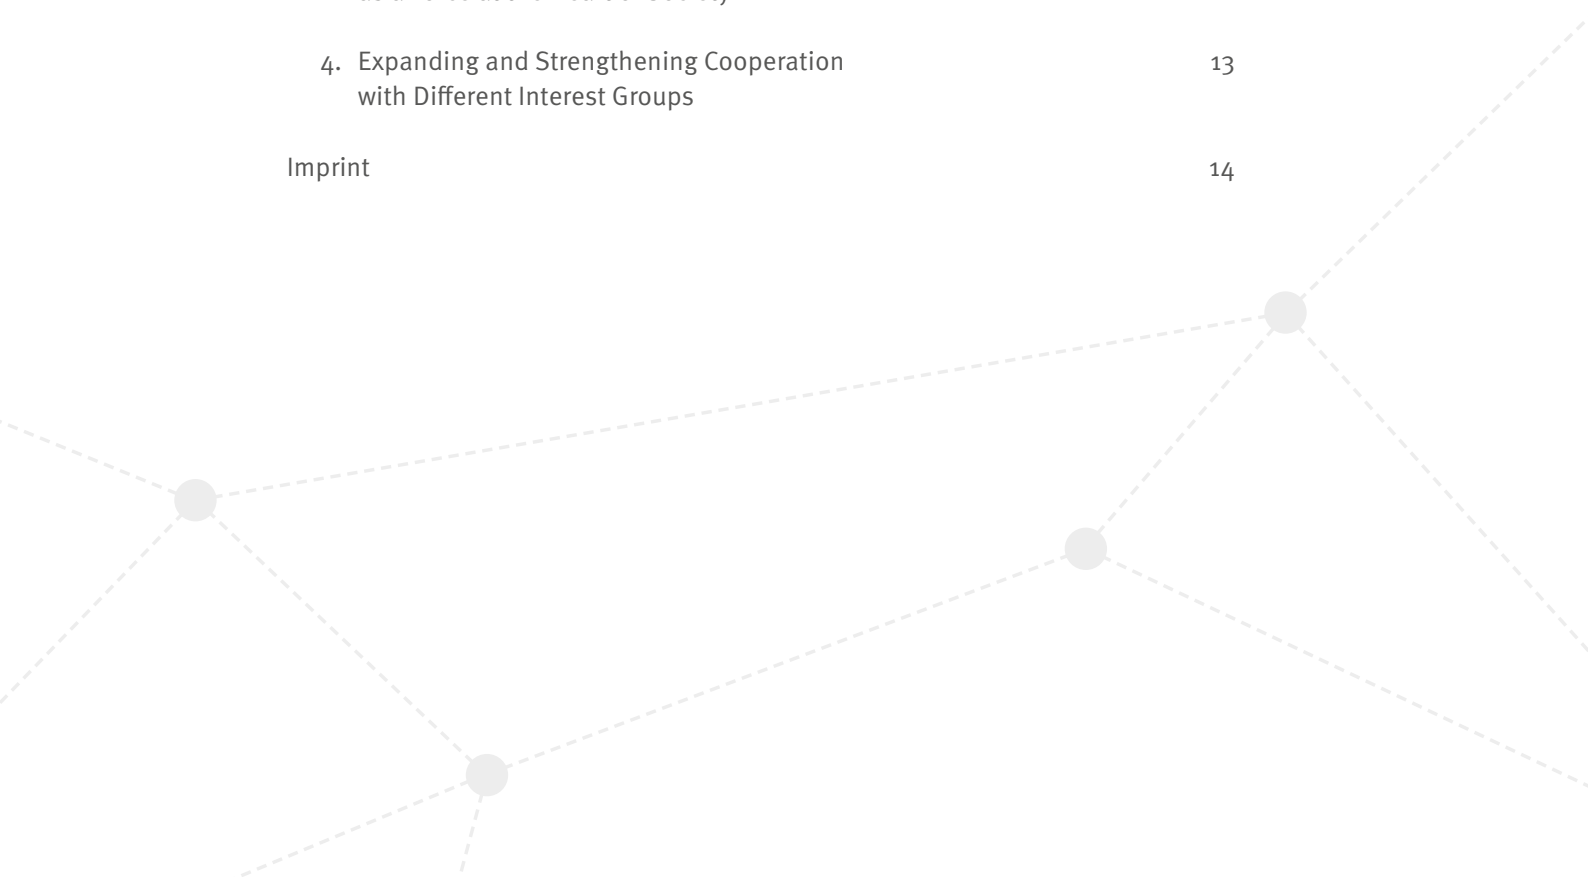 4. Expanding and Strengthening Cooperation 13
with Different Interest Groups
Imprint 14